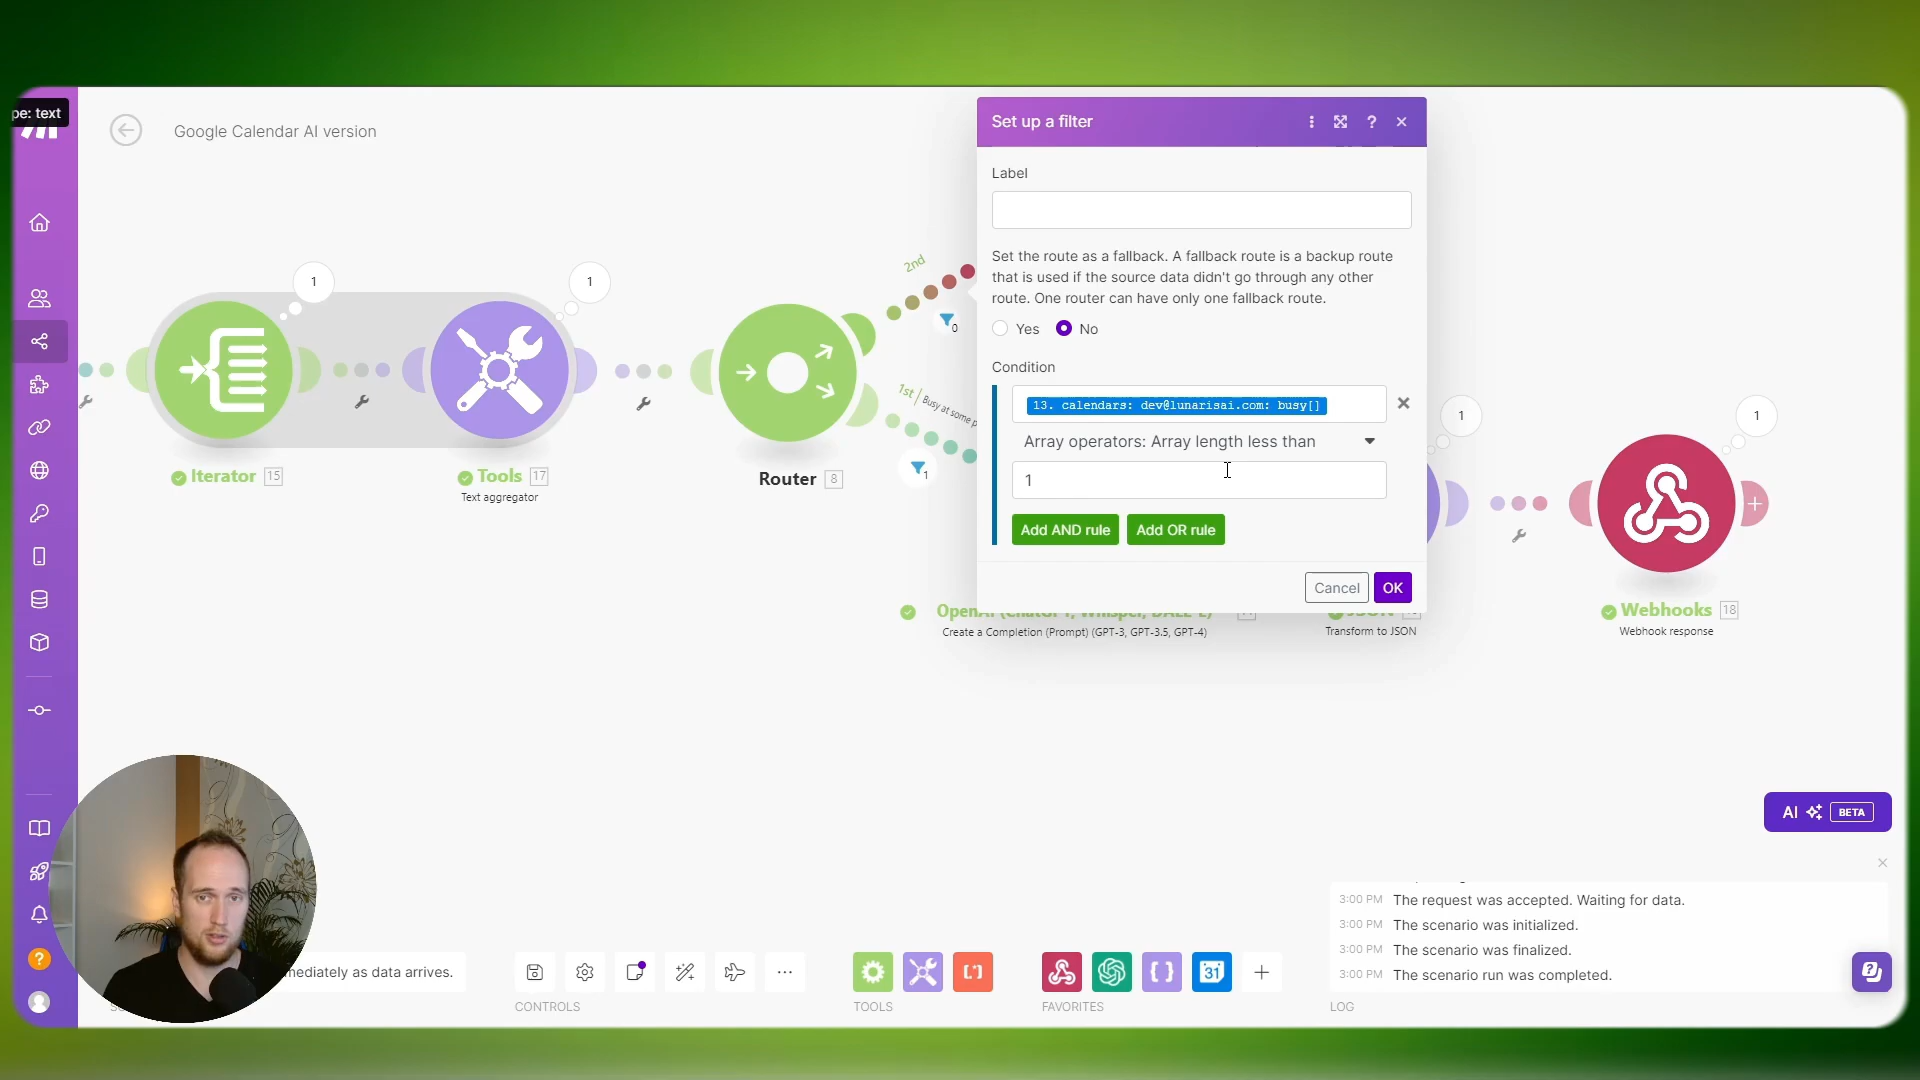 pe: text
Google Calendar AI version
Set up a filter
?
Label
Set the route as a fallback. A fallback route is a backup route
that is used if the source data didn't go through any other
route. One router can have only one fallback route.
Yes
No
Condition
13. calendars: dev@lunarisai.com: busy[]
Array operators: Array length less than
1
Add AND rule
Add OR rule
Cancel
OK
1
1
2nd
0
1st
Busy at some p
1
Iterator 15
Tools 17
Text aggregator
Router 8
1
1
Create a Completion (Prompt) (GPT-3, GPT-3.5, GPT-4)
Transform to JSON
Webhooks 18
Webhook response
AI BETA
3:00 PM The request was accepted. Waiting for data.
3:00 PM The scenario was initialized.
3:00 PM The scenario was finalized.
3:00 PM The scenario run was completed.
mediately as data arrives.
31
CONTROLS
TOOLS
FAVORITES
LOG